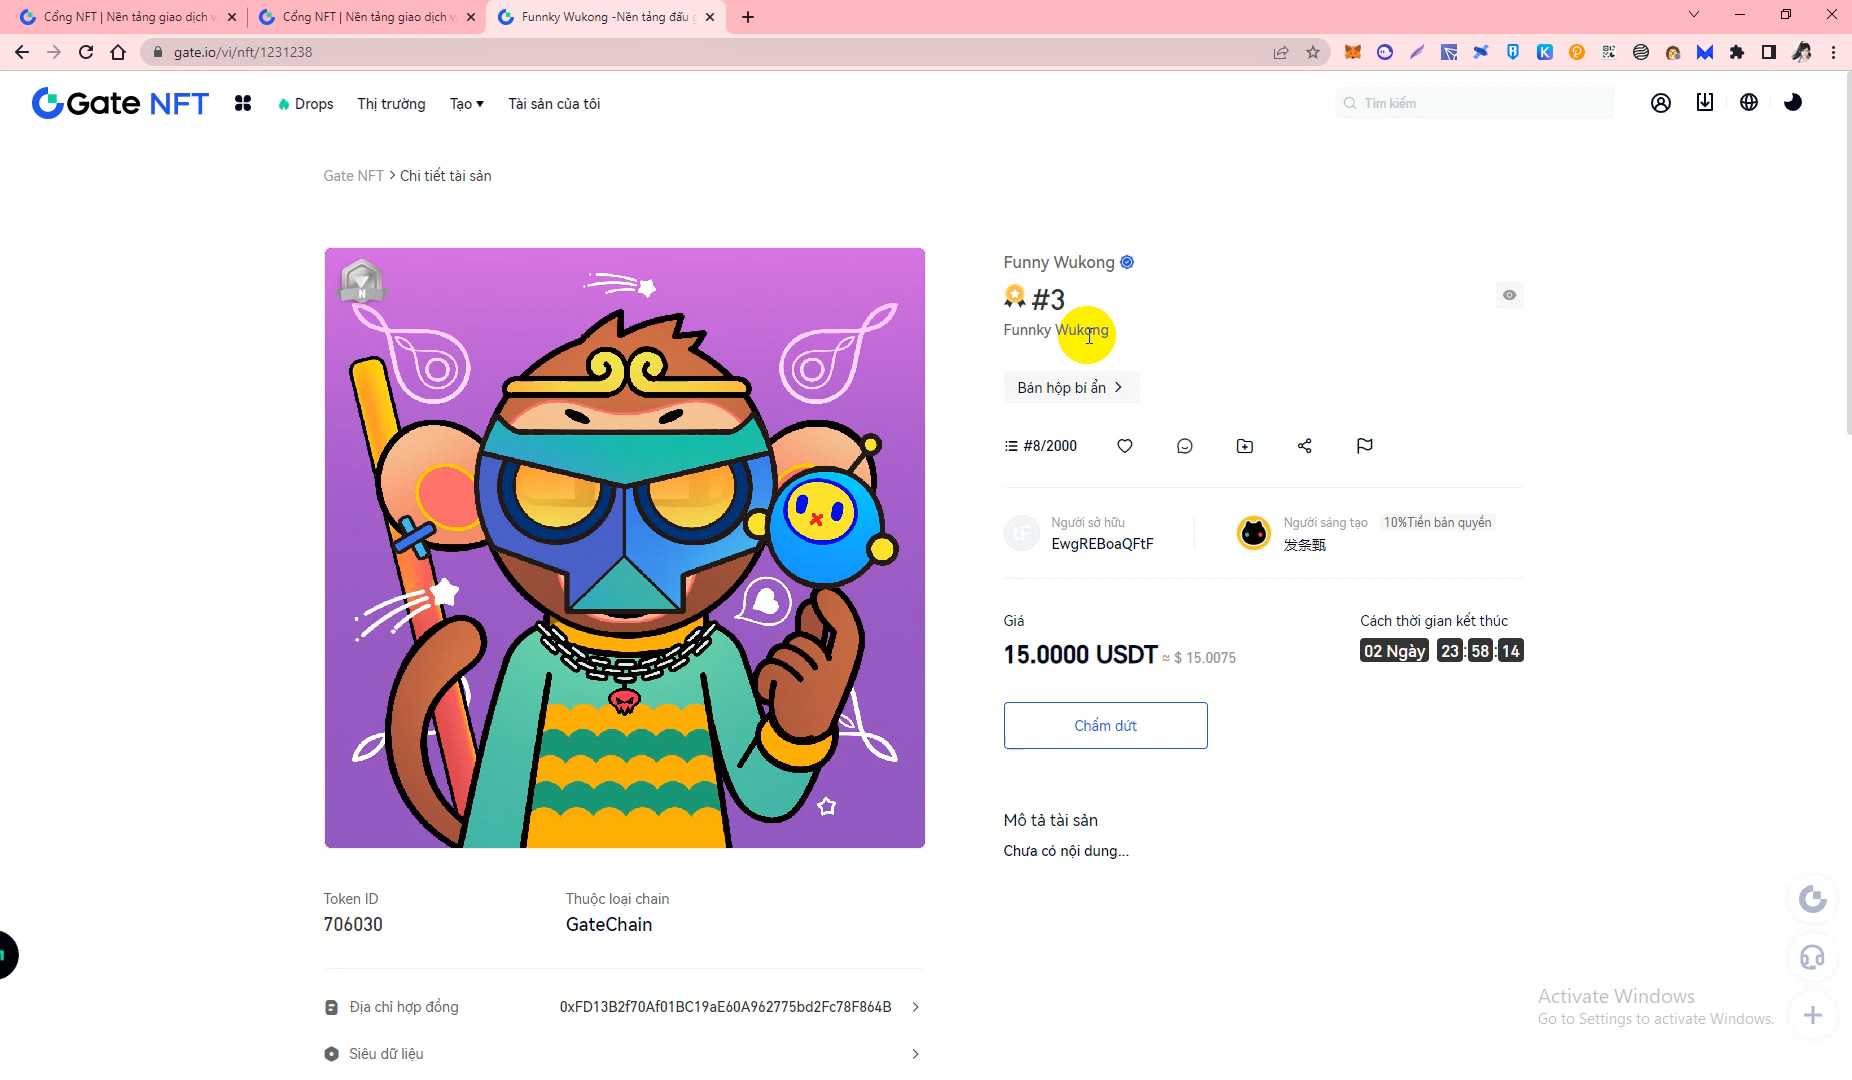 Cổng NFT | Nền tảng giao dịch v
Cổng NFT | Nền tảng giao dịch v
Funnky Wukong -Nền tảng đấu g
gate.io/vi/nft/1231238
Gate NFT
Drops
Thị trường
Tạo
Tài sản của tôi
Tìm kiếm
Gate NFT > Chi tiết tài sản
N
Funny Wukong
#3
Funnky Wukong
Bán hộp bí ẩn
#8/2000
tF
Người sở hữu
EwgREBoaQFtF
Người sáng tạo
10%Tiền bản quyền
发条甄
Giá
15.0000 USDT ≈ $ 15.0075
Cách thời gian kết thúc
02 Ngày 23:58:14
Chấm dứt
Mô tả tài sản
Chưa có nội dung...
Token ID
706030
Thuộc loại chain
GateChain
Địa chỉ hợp đồng
0xFD13B2f70Af01BC19aE60A962775bd2Fc78F864B
Siêu dữ liệu
Activate Windows
Go to Settings to activate Windows.